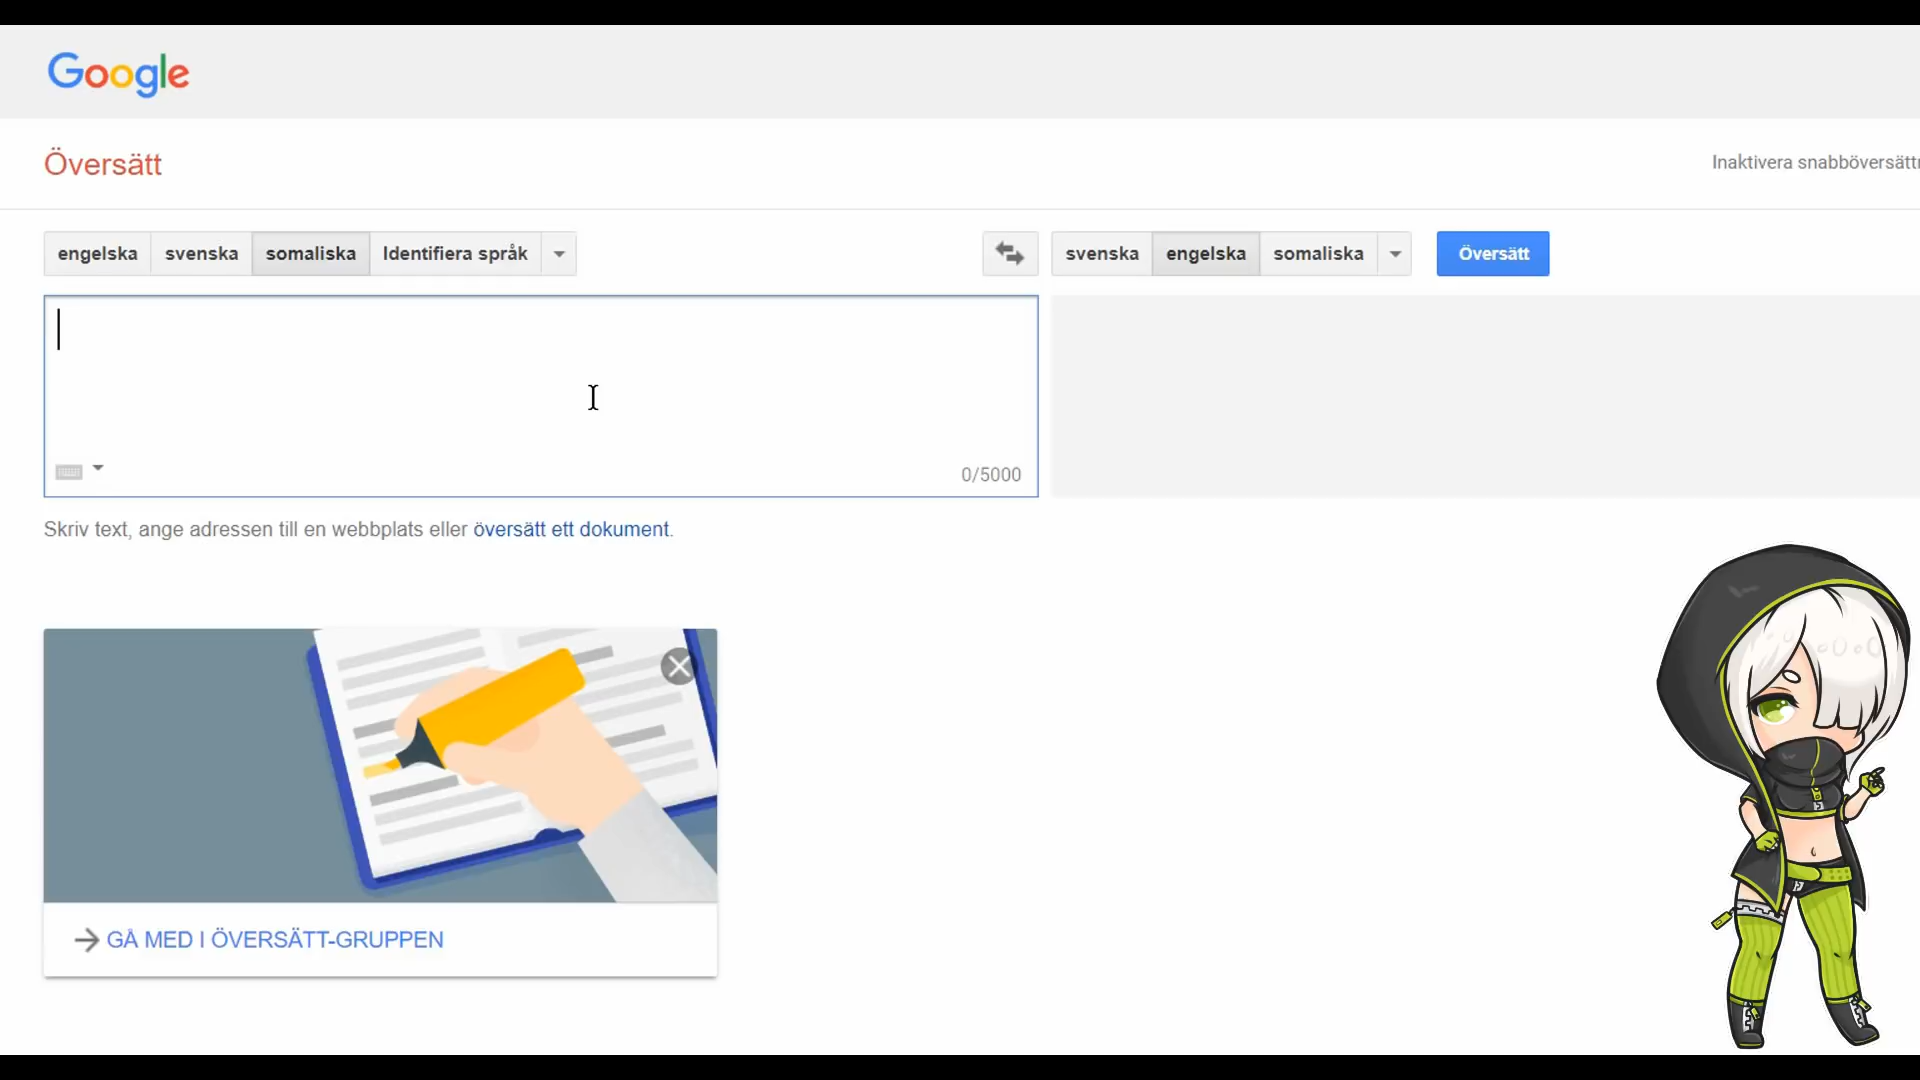 Google
Översätt
Inaktivera snabböversättn
engelska svenska somaliska Identifiera språk
svenska engelska somaliska Översätt
0/5000
Skriv text, ange adressen till en webbplats eller översätt ett dokument.
GÅ MED I ÖVERSÄTT-GRUPPEN